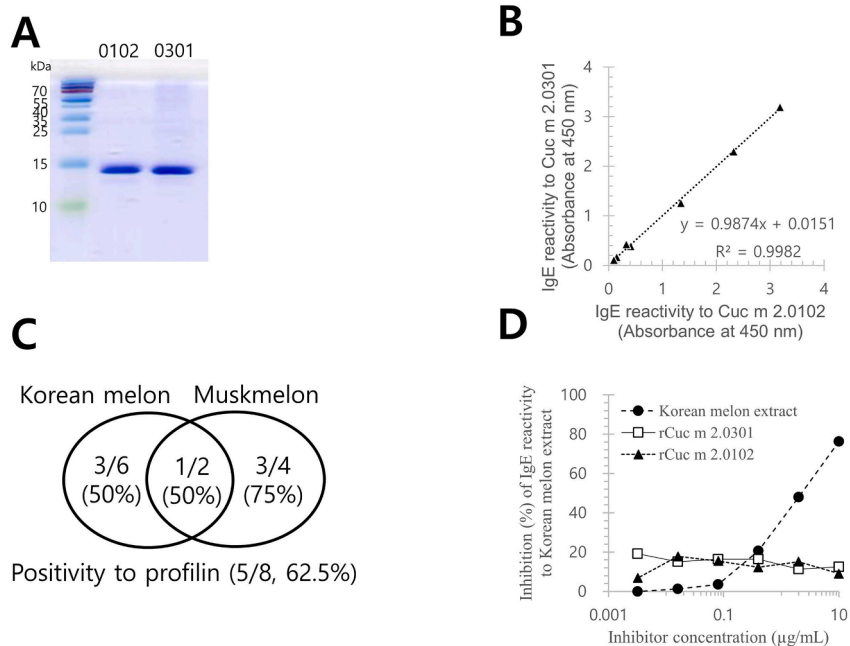 A
0102 0301
kDa
70
55
40
35
25
15
10
B
IgE reactivity to Cuc m 2.0301
(Absorbance at 450 nm)
4
3
2
1
0
y = 0.9874x + 0.0151
R² = 0.9982
0 1 2 3 4
IgE reactivity to Cuc m 2.0102
(Absorbance at 450 nm)
C
Korean melon Muskmelon
3/6 1/2 3/4
(50%) (50%) (75%)
Positivity to profilin (5/8, 62.5%)
D
Inhibition (%) of IgE reactivity
to Korean melon extract
100
80
60
40
20
0
Korean melon extract
rCuc m 2.0301
rCuc m 2.0102
0.001 0.1 10
Inhibitor concentration (µg/mL)